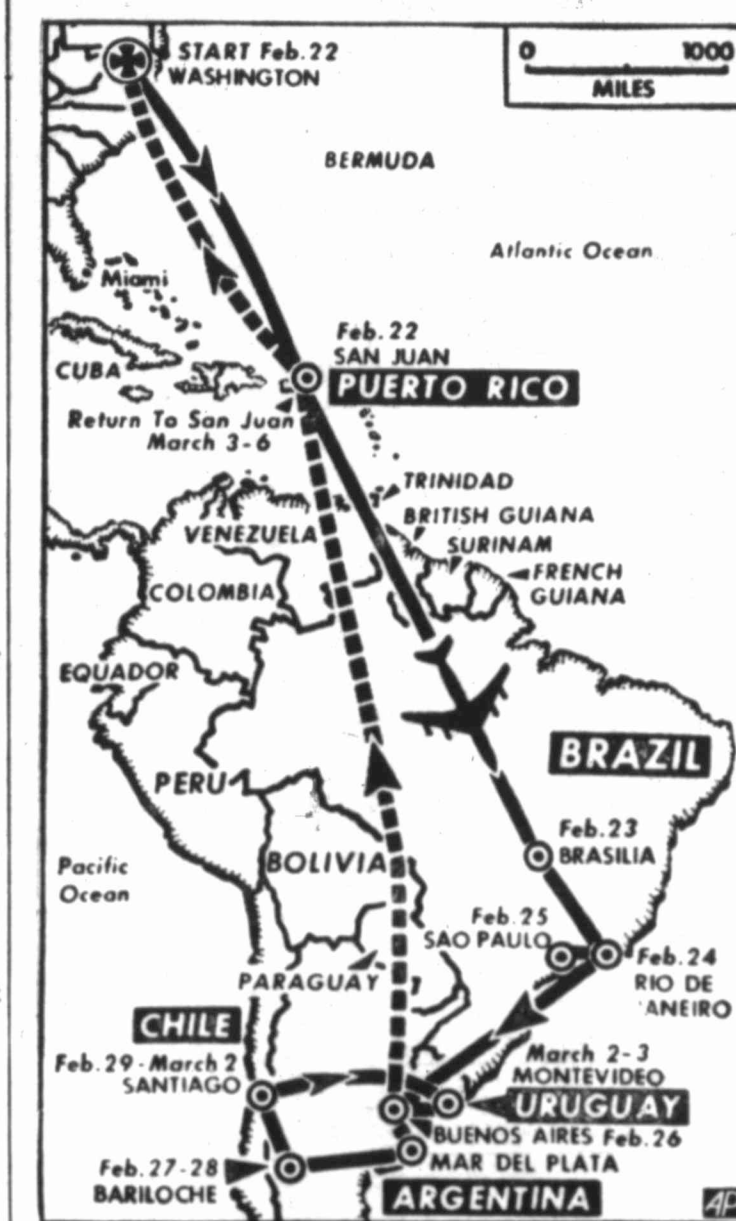 START Feb. 22
WASHINGTON
0 1000
MILES
BERMUDA
Atlantic Ocean
Miami
Feb. 22
SAN JUAN
PUERTO RICO
CUBA
Return To San Juan
March 3-6
TRINIDAD
BRITISH GUIANA
SURINAM
FRENCH
GUIANA
VENEZUELA
COLOMBIA
EQUADOR
PERU
BRAZIL
Feb. 23
BRASILIA
BOLIVIA
Pacific
Ocean
Feb. 25
SAO PAULO
Feb. 24
RIO DE
ANEIRO
PARAGUAY
CHILE
Feb. 29 - March 2
SANTIAGO
March 2-3
MONTEVIDEO
URUGUAY
BUENOS AIRES Feb. 26
MAR DEL PLATA
Feb. 27-28
BARILOCHE
ARGENTINA
AP